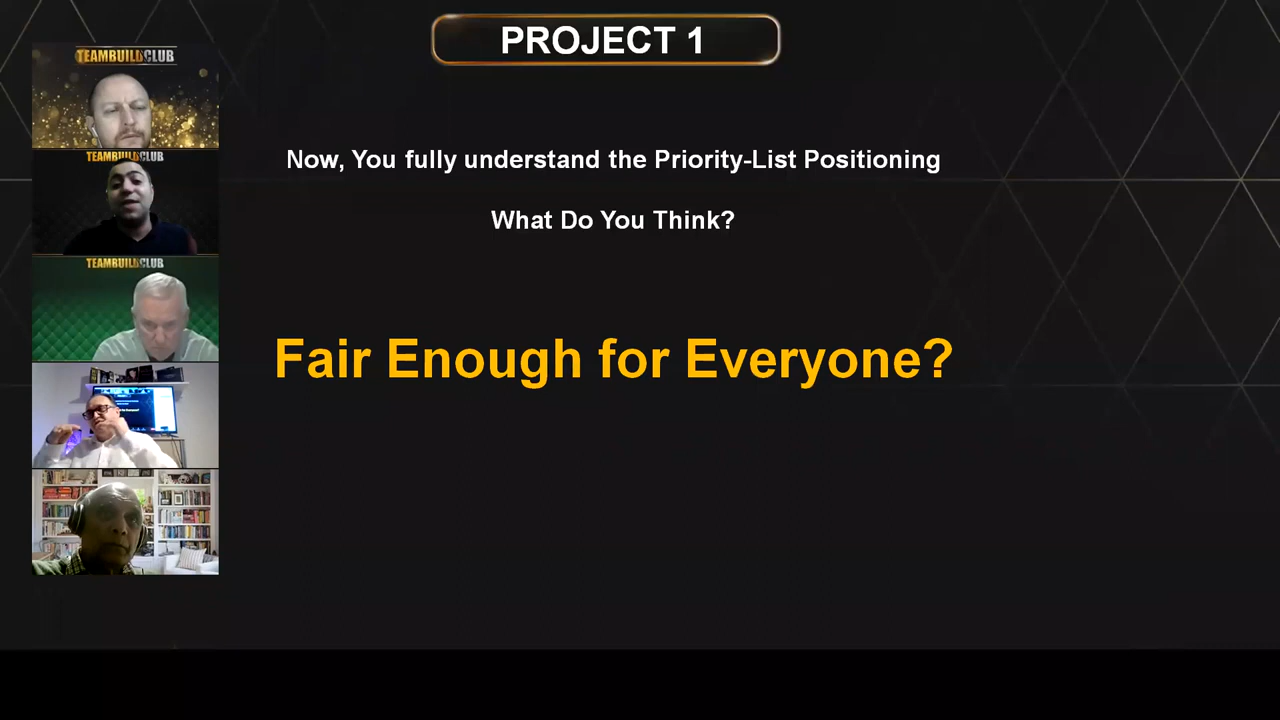 PROJECT 1
TEAMBUILDCLUB
Now, You fully understand the Priority-List Positioning
TEAMBUILDCLUB
What Do You Think?
TEAMBUILDCLUB
Fair Enough for Everyone?